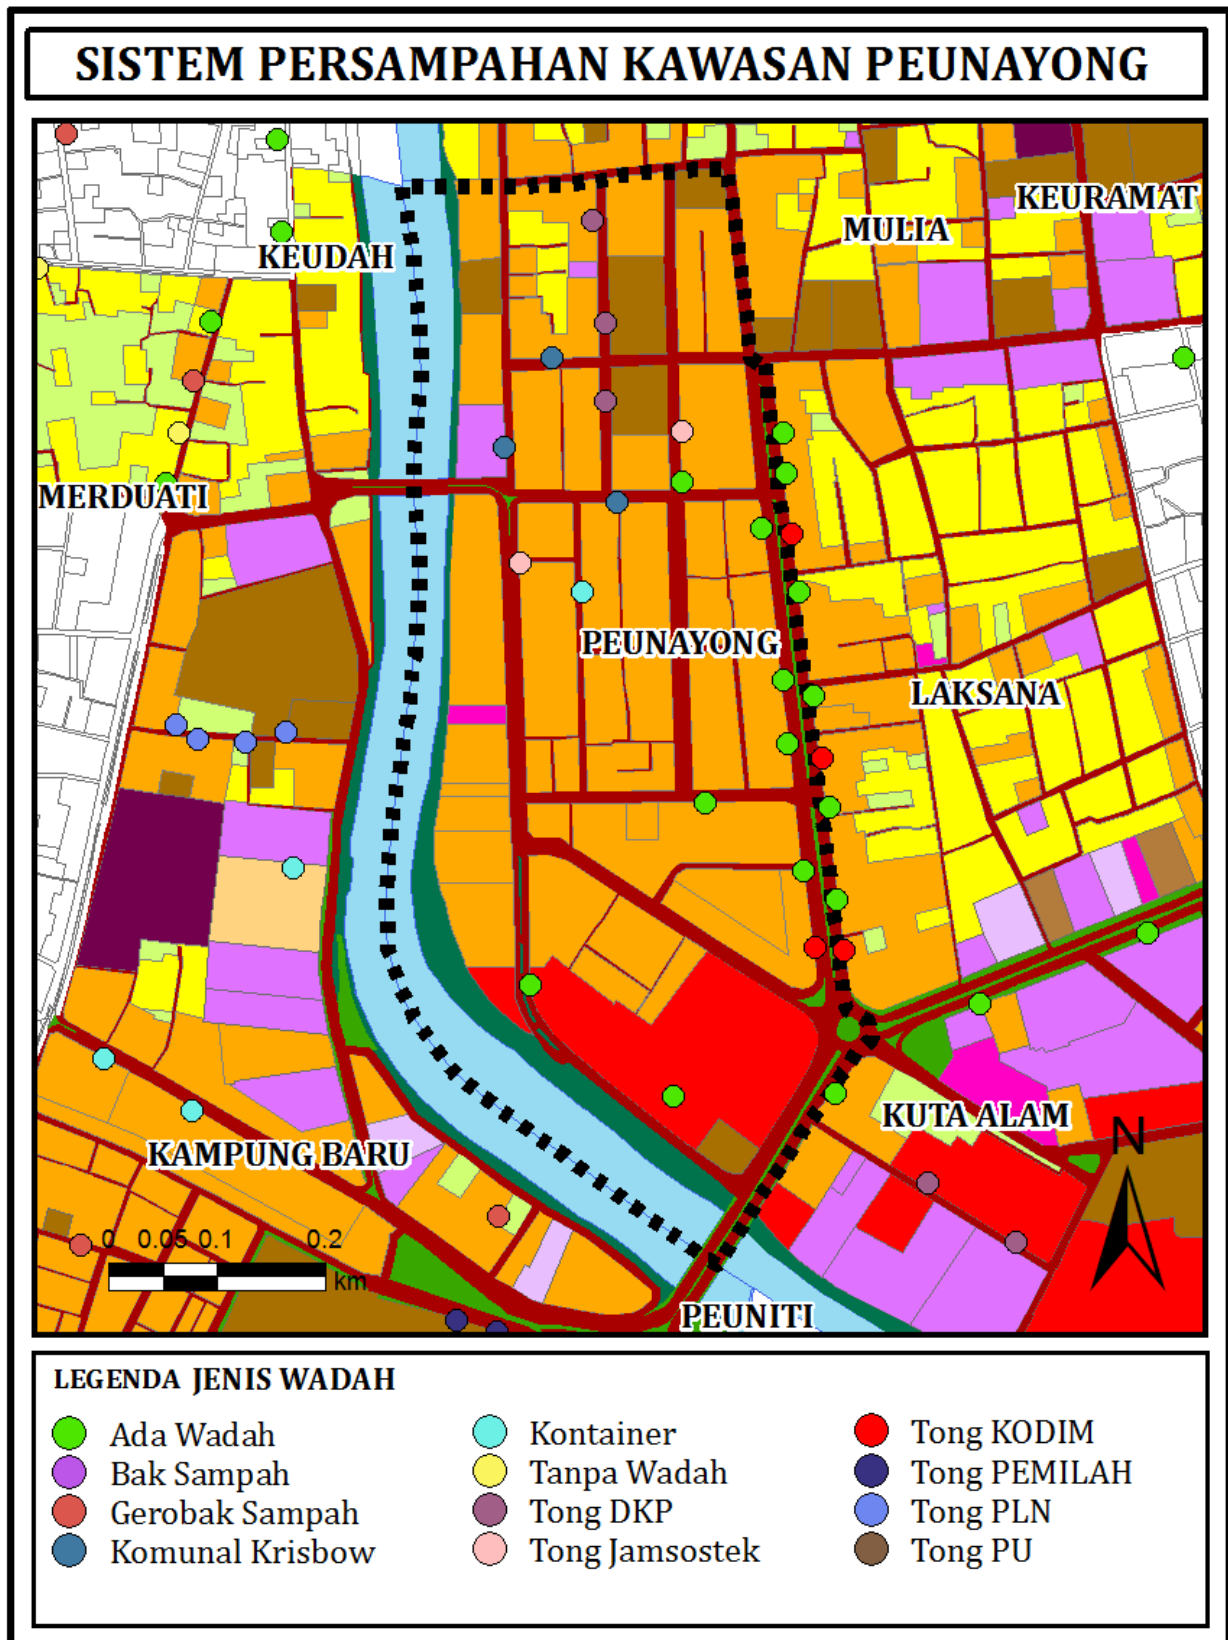 SISTEM PERSAMPAHAN KAWASAN PEUNAYONG
KEURAMAT
MULIA
KEUDAH
MERDUATI
PEUNAYONG
LAKSANA
KUTA ALAM
N
KAMPUNG BARU
0 0.05 0.1 0.2
km
PEUNITI
LEGENDA JENIS WADAH
Ada Wadah
Bak Sampah
Gerobak Sampah
Komunal Krisbow
Kontainer
Tanpa Wadah
Tong DKP
Tong Jamsostek
Tong KODIM
Tong PEMILAH
Tong PLN
Tong PU